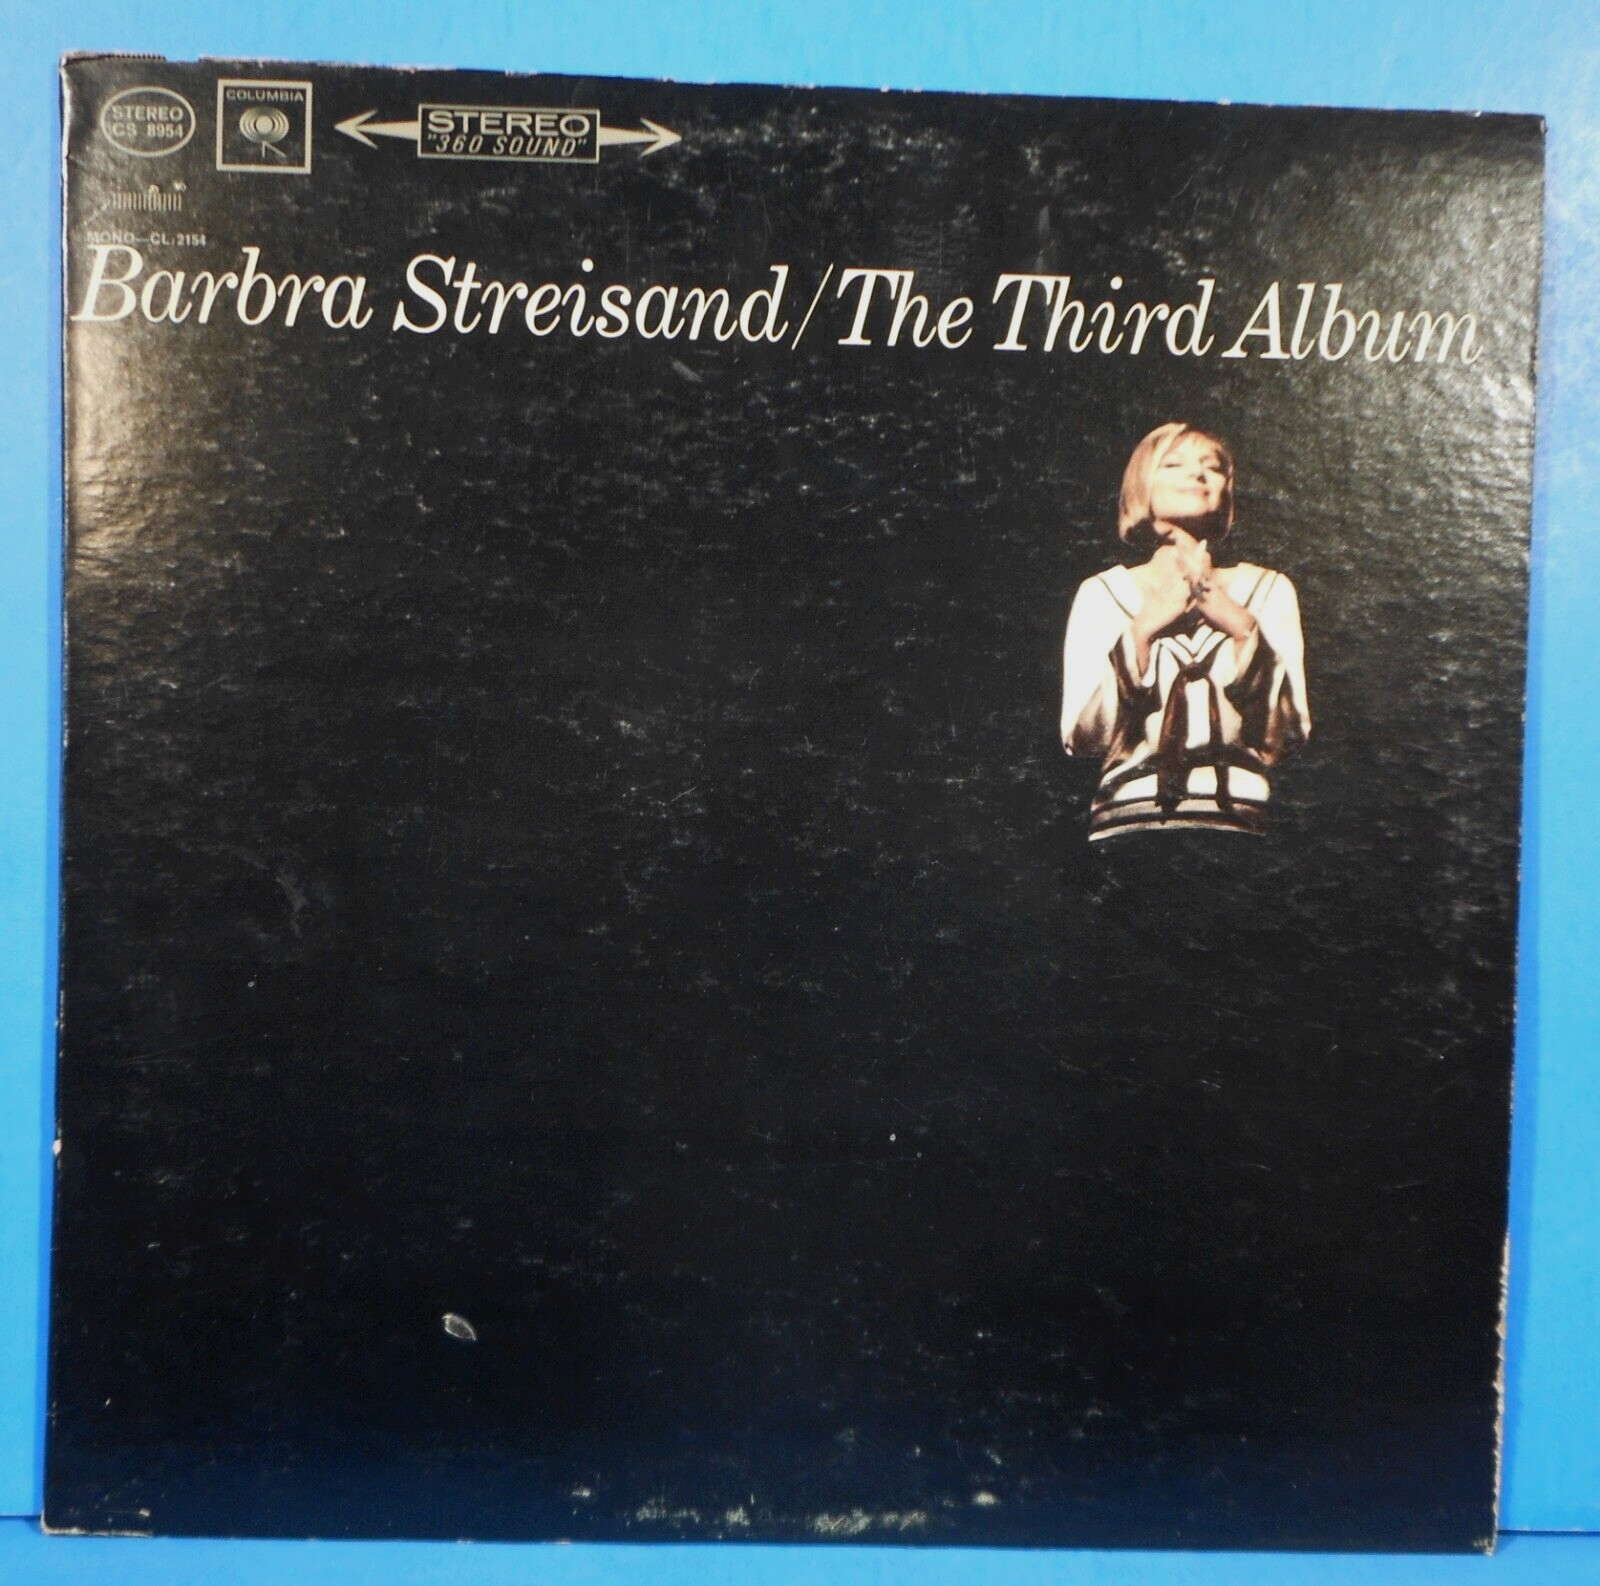 STEREO
CS 8954
COLUMBIA
STEREO
"360 SOUND"
MONO—CL 2154
Barbra Streisand/The Third Album